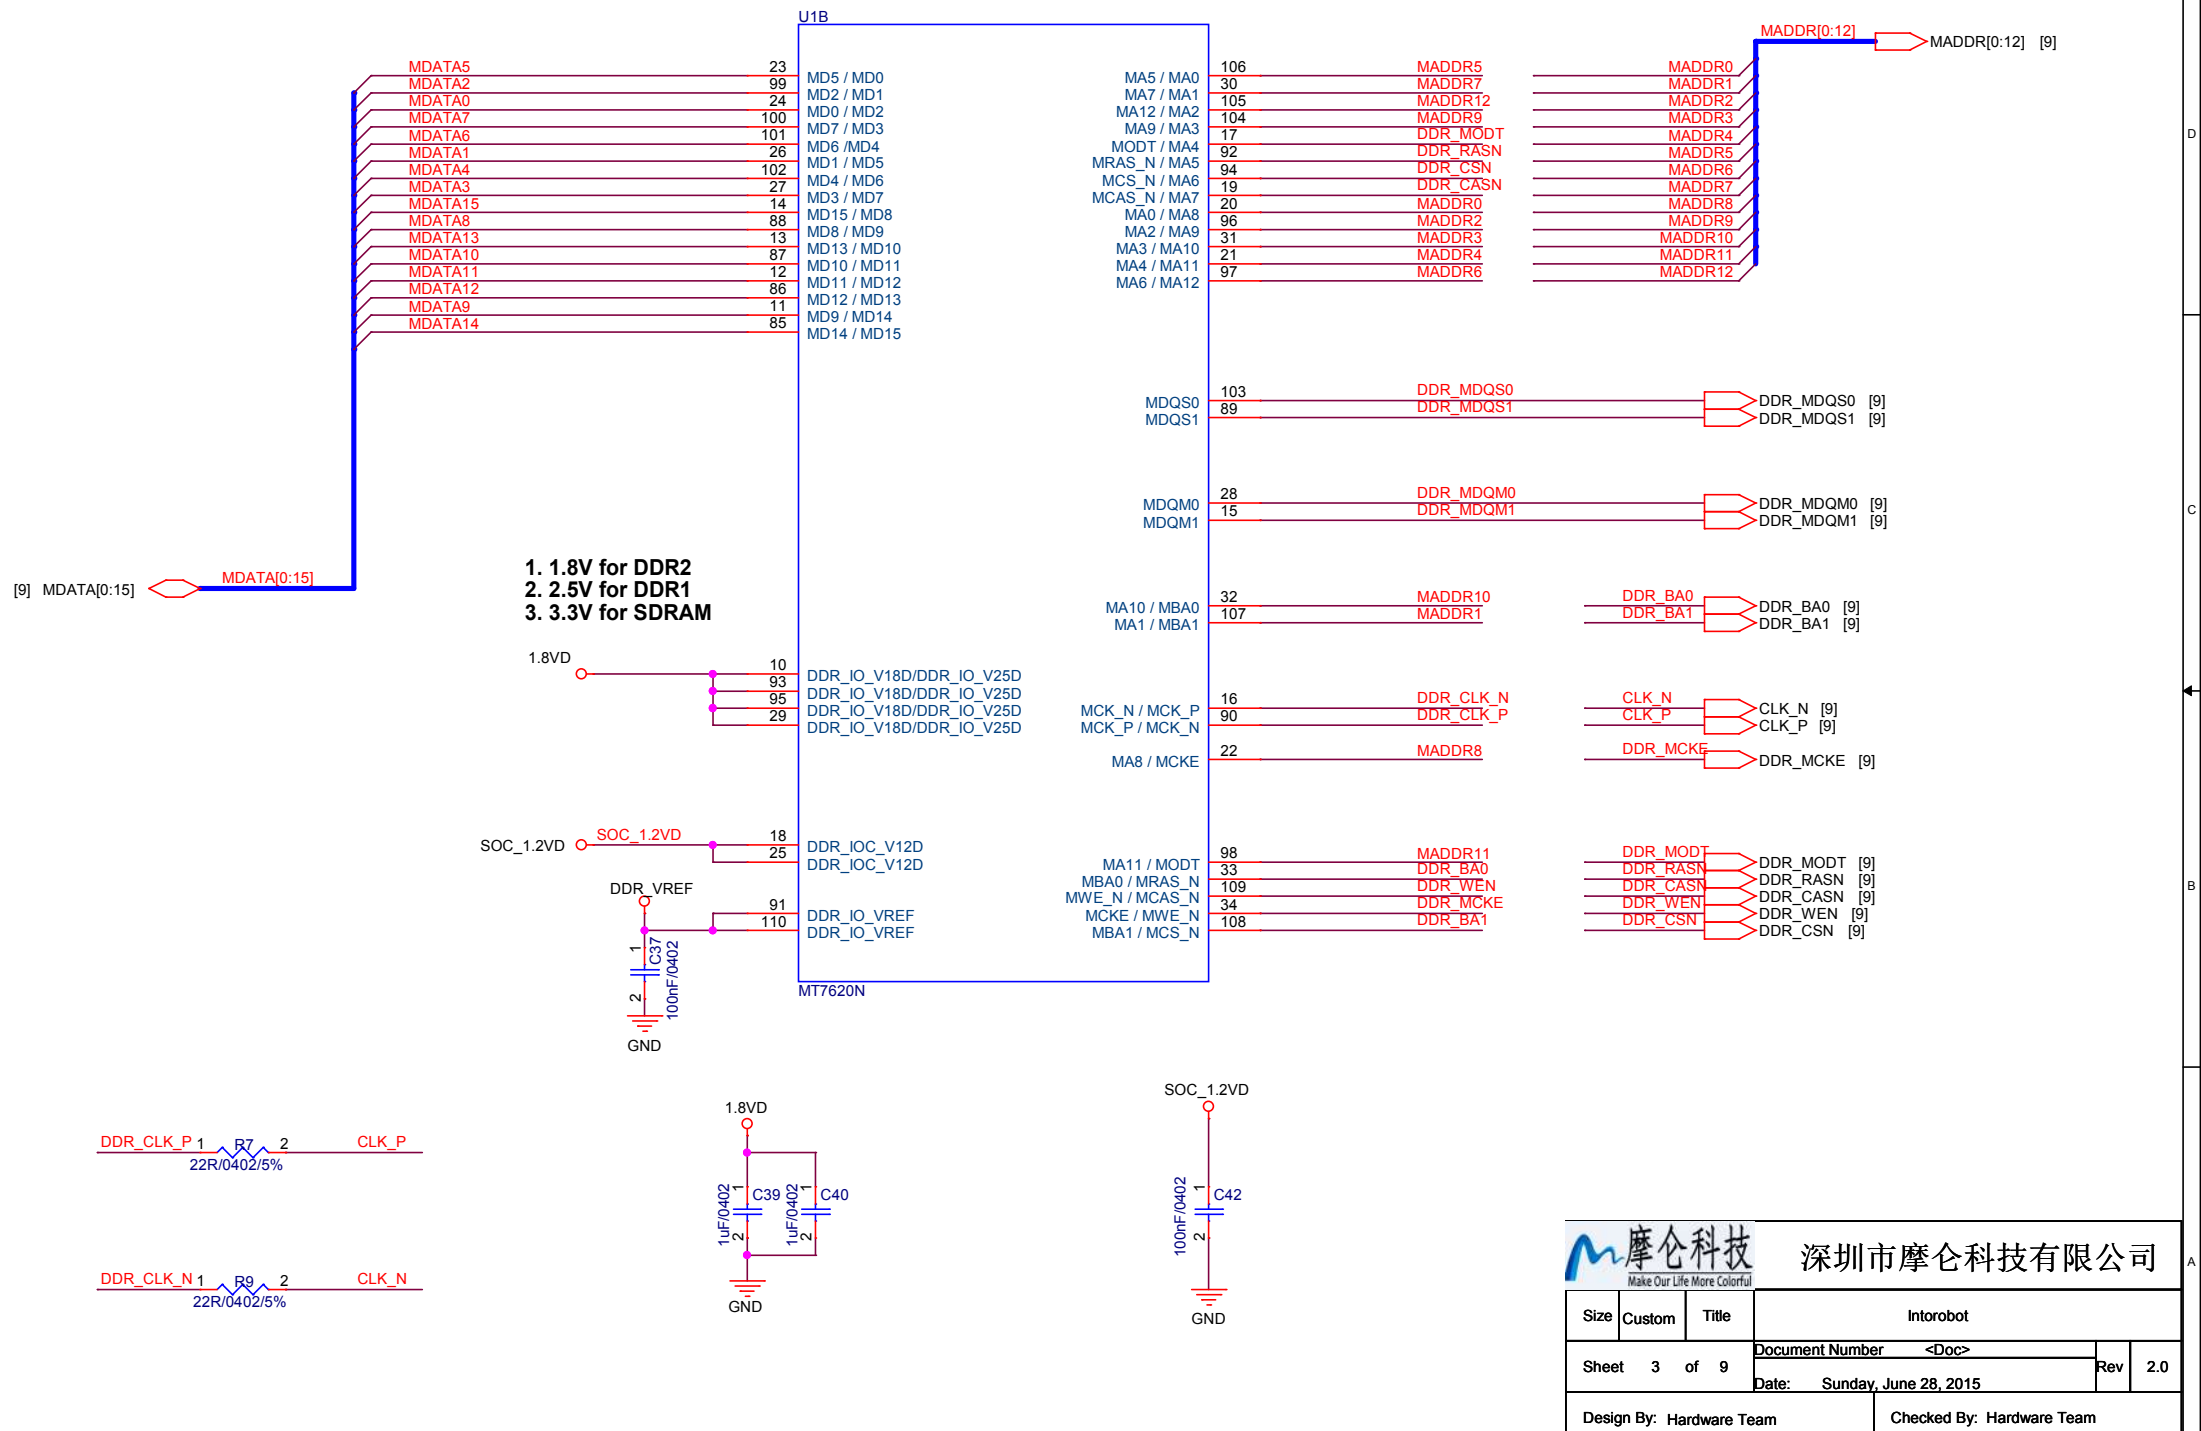 U1B
MDATA5 23 MD5 / MD0
MDATA2 99 MD2 / MD1
MDATA0 24 MD0 / MD2
MDATA7 100 MD7 / MD3
MDATA6 101 MD6 /MD4
MDATA1 26 MD1 / MD5
MDATA4 102 MD4 / MD6
MDATA3 27 MD3 / MD7
MDATA15 14 MD15 / MD8
MDATA8 88 MD8 / MD9
MDATA13 13 MD13 / MD10
MDATA10 87 MD10 / MD11
MDATA11 12 MD11 / MD12
MDATA12 86 MD12 / MD13
MDATA9 11 MD9 / MD14
MDATA14 85 MD14 / MD15
[9] MDATA[0:15] MDATA[0:15]
1. 1.8V for DDR2
2. 2.5V for DDR1
3. 3.3V for SDRAM
1.8VD
10 DDR_IO_V18D/DDR_IO_V25D
93 DDR_IO_V18D/DDR_IO_V25D
95 DDR_IO_V18D/DDR_IO_V25D
29 DDR_IO_V18D/DDR_IO_V25D
SOC_1.2VD SOC_1.2VD 18 DDR_IOC_V12D
25 DDR_IOC_V12D
DDR_VREF
91 DDR_IO_VREF
110 DDR_IO_VREF
1 C37 2 100nF/0402
GND
MADDR[0:12] MADDR[0:12] [9]
MA5 / MA0 106 MADDR5 MADDR0
MA7 / MA1 30 MADDR7 MADDR1
MA12 / MA2 105 MADDR12 MADDR2
MA9 / MA3 104 MADDR9 MADDR3
MODT / MA4 17 DDR_MODT MADDR4
MRAS_N / MA5 92 DDR_RASN MADDR5
MCS_N / MA6 94 DDR_CSN MADDR6
MCAS_N / MA7 19 DDR_CASN MADDR7
MA0 / MA8 20 MADDR0 MADDR8
MA2 / MA9 96 MADDR2 MADDR9
MA3 / MA10 31 MADDR3 MADDR10
MA4 / MA11 21 MADDR4 MADDR11
MA6 / MA12 97 MADDR6 MADDR12
MDQS0 103 DDR_MDQS0 DDR_MDQS0 [9]
MDQS1 89 DDR_MDQS1 DDR_MDQS1 [9]
MDQM0 28 DDR_MDQM0 DDR_MDQM0 [9]
MDQM1 15 DDR_MDQM1 DDR_MDQM1 [9]
MA10 / MBA0 32 MADDR10 DDR_BA0 DDR_BA0 [9]
MA1 / MBA1 107 MADDR1 DDR_BA1 DDR_BA1 [9]
MCK_N / MCK_P 16 DDR_CLK_N CLK_N CLK_N [9]
MCK_P / MCK_N 90 DDR_CLK_P CLK_P CLK_P [9]
MA8 / MCKE 22 MADDR8 DDR_MCKE DDR_MCKE [9]
MA11 / MODT 98 MADDR11 DDR_MODT DDR_MODT [9]
MBA0 / MRAS_N 33 DDR_BA0 DDR_RASN DDR_RASN [9]
MWE_N / MCAS_N 109 DDR_WEN DDR_CASN DDR_CASN [9]
MCKE / MWE_N 34 DDR_MCKE DDR_WEN DDR_WEN [9]
MBA1 / MCS_N 108 DDR_BA1 DDR_CSN DDR_CSN [9]
MT7620N
DDR_CLK_P 1 R7 2 CLK_P
22R/0402/5%
DDR_CLK_N 1 R9 2 CLK_N
22R/0402/5%
1.8VD
1uF/0402 1 2 C39 1uF/0402 1 2 C40
GND
SOC_1.2VD
100nF/0402 1 2 C42
GND
D
C
B
A
摩仑科技
Make Our Life More Colorful
深圳市摩仑科技有限公司
Size Custom Title Intorobot
Document Number <Doc>
Sheet 3 of 9 Rev 2.0
Date: Sunday, June 28, 2015
Design By: Hardware Team Checked By: Hardware Team